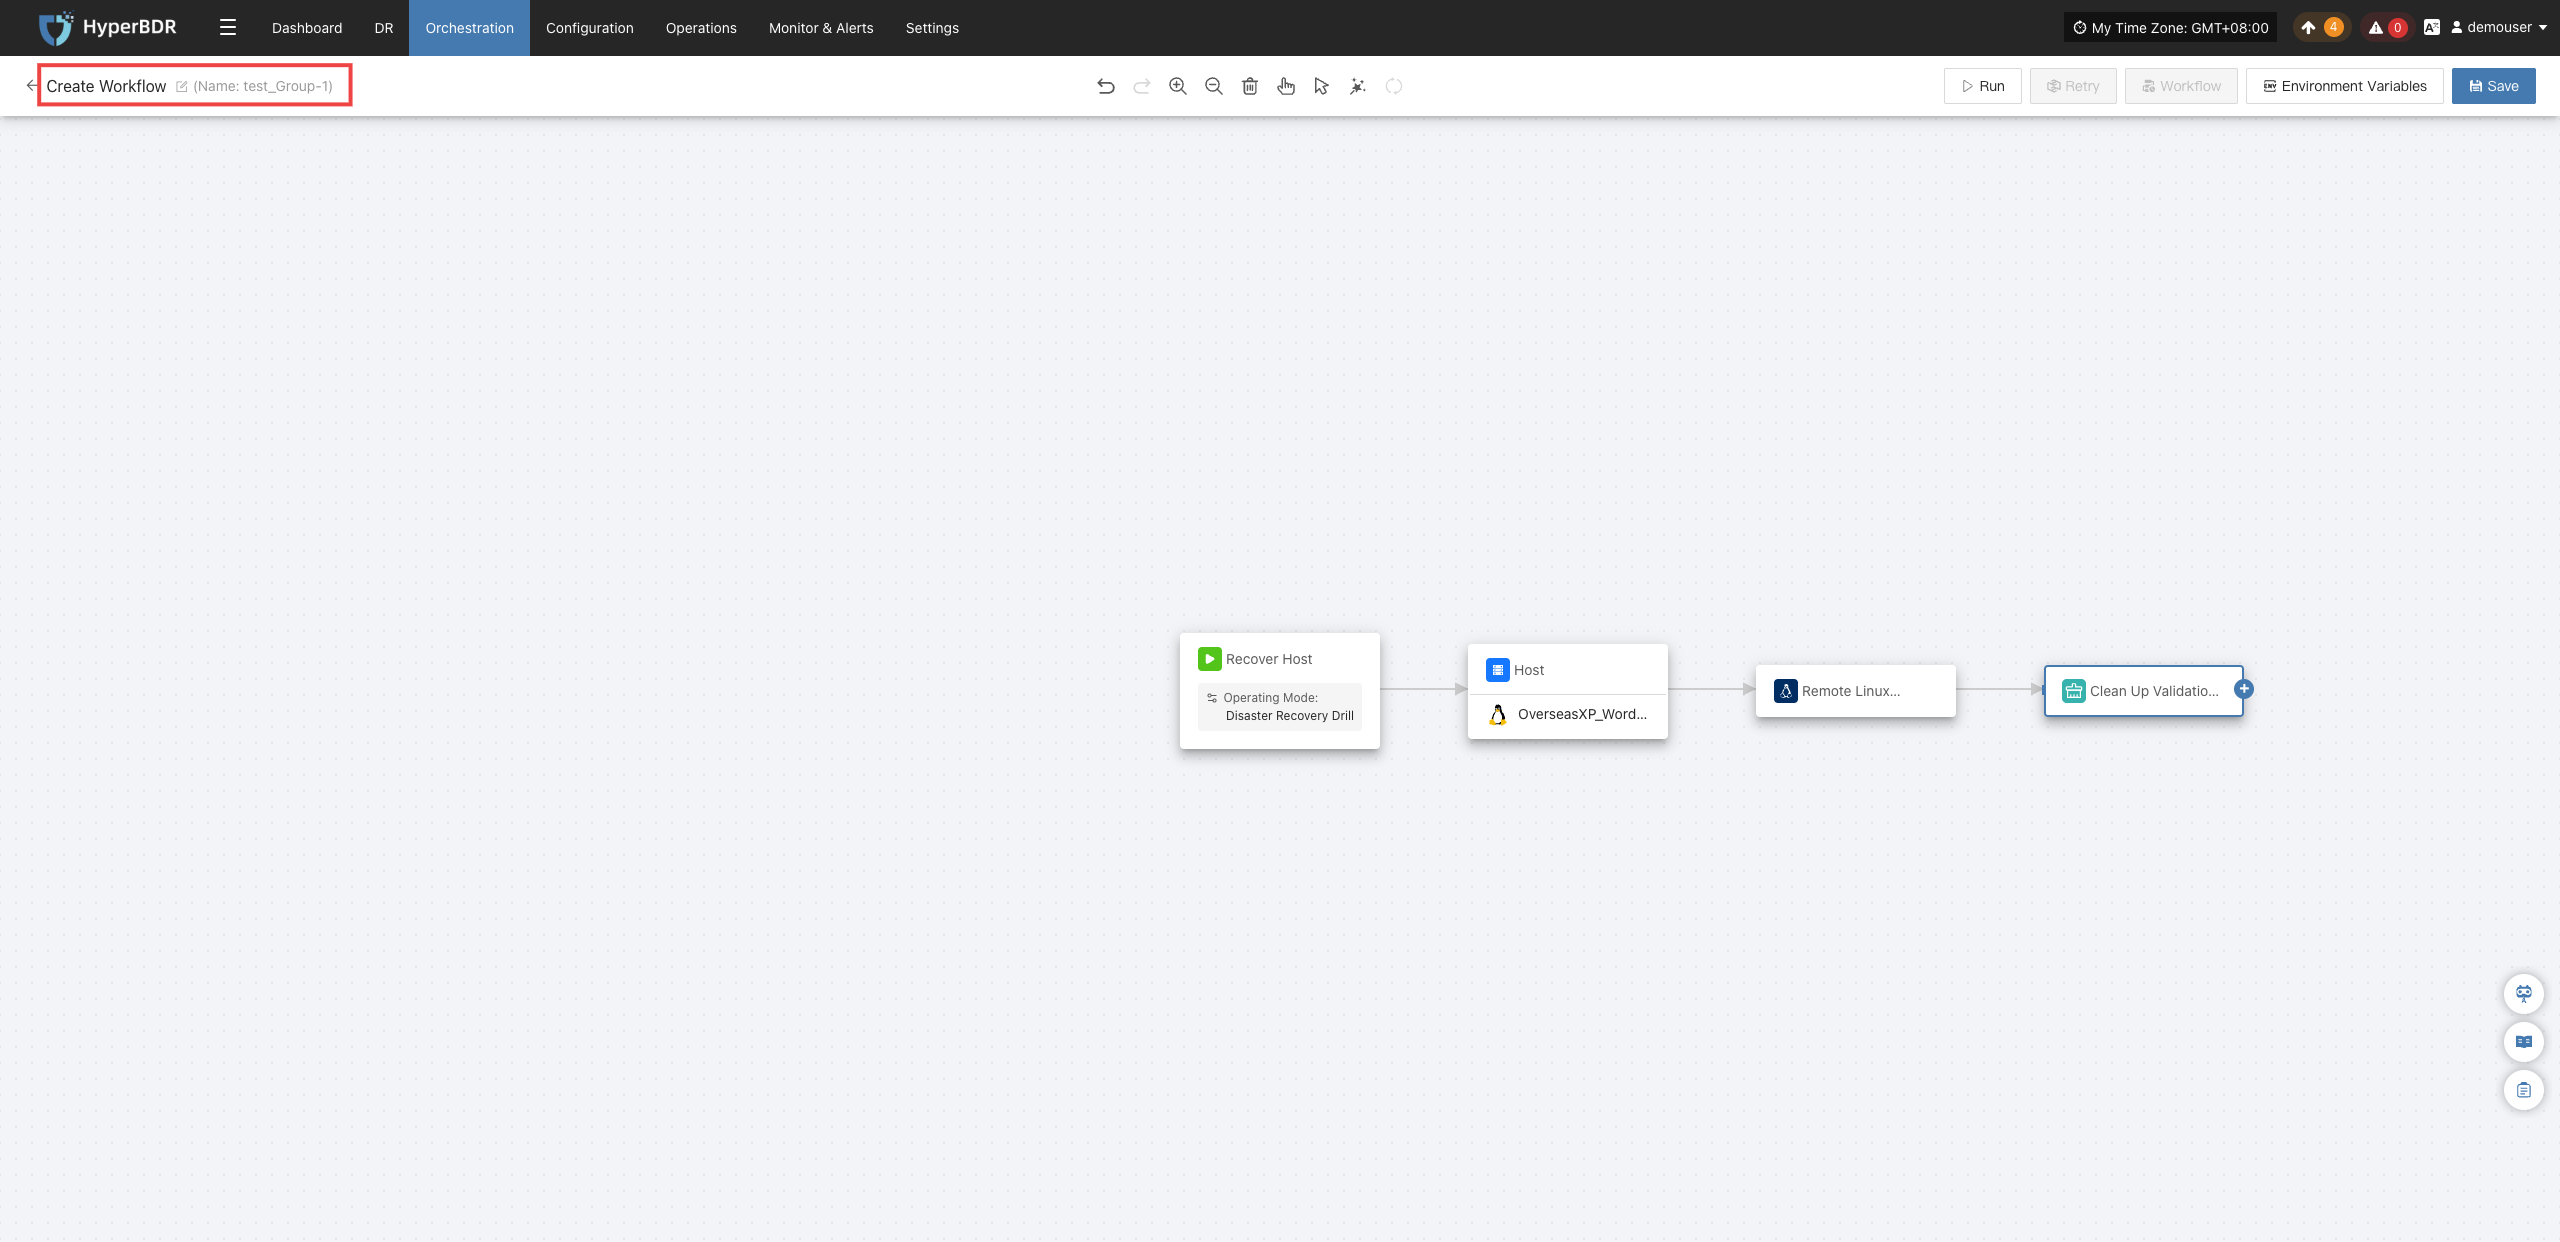 HyperBDR
Dashboard
DR
Orchestration
Configuration
Operations
Monitor & Alerts
Settings
My Time Zone: GMT+08:00
4
0
demouser
Create Workflow
(Name: test_Group-1)
Run
Retry
Workflow
Environment Variables
Save
Recover Host
Operating Mode:
Disaster Recovery Drill
Host
OverseasXP_Word...
Remote Linux...
Clean Up Validatio...